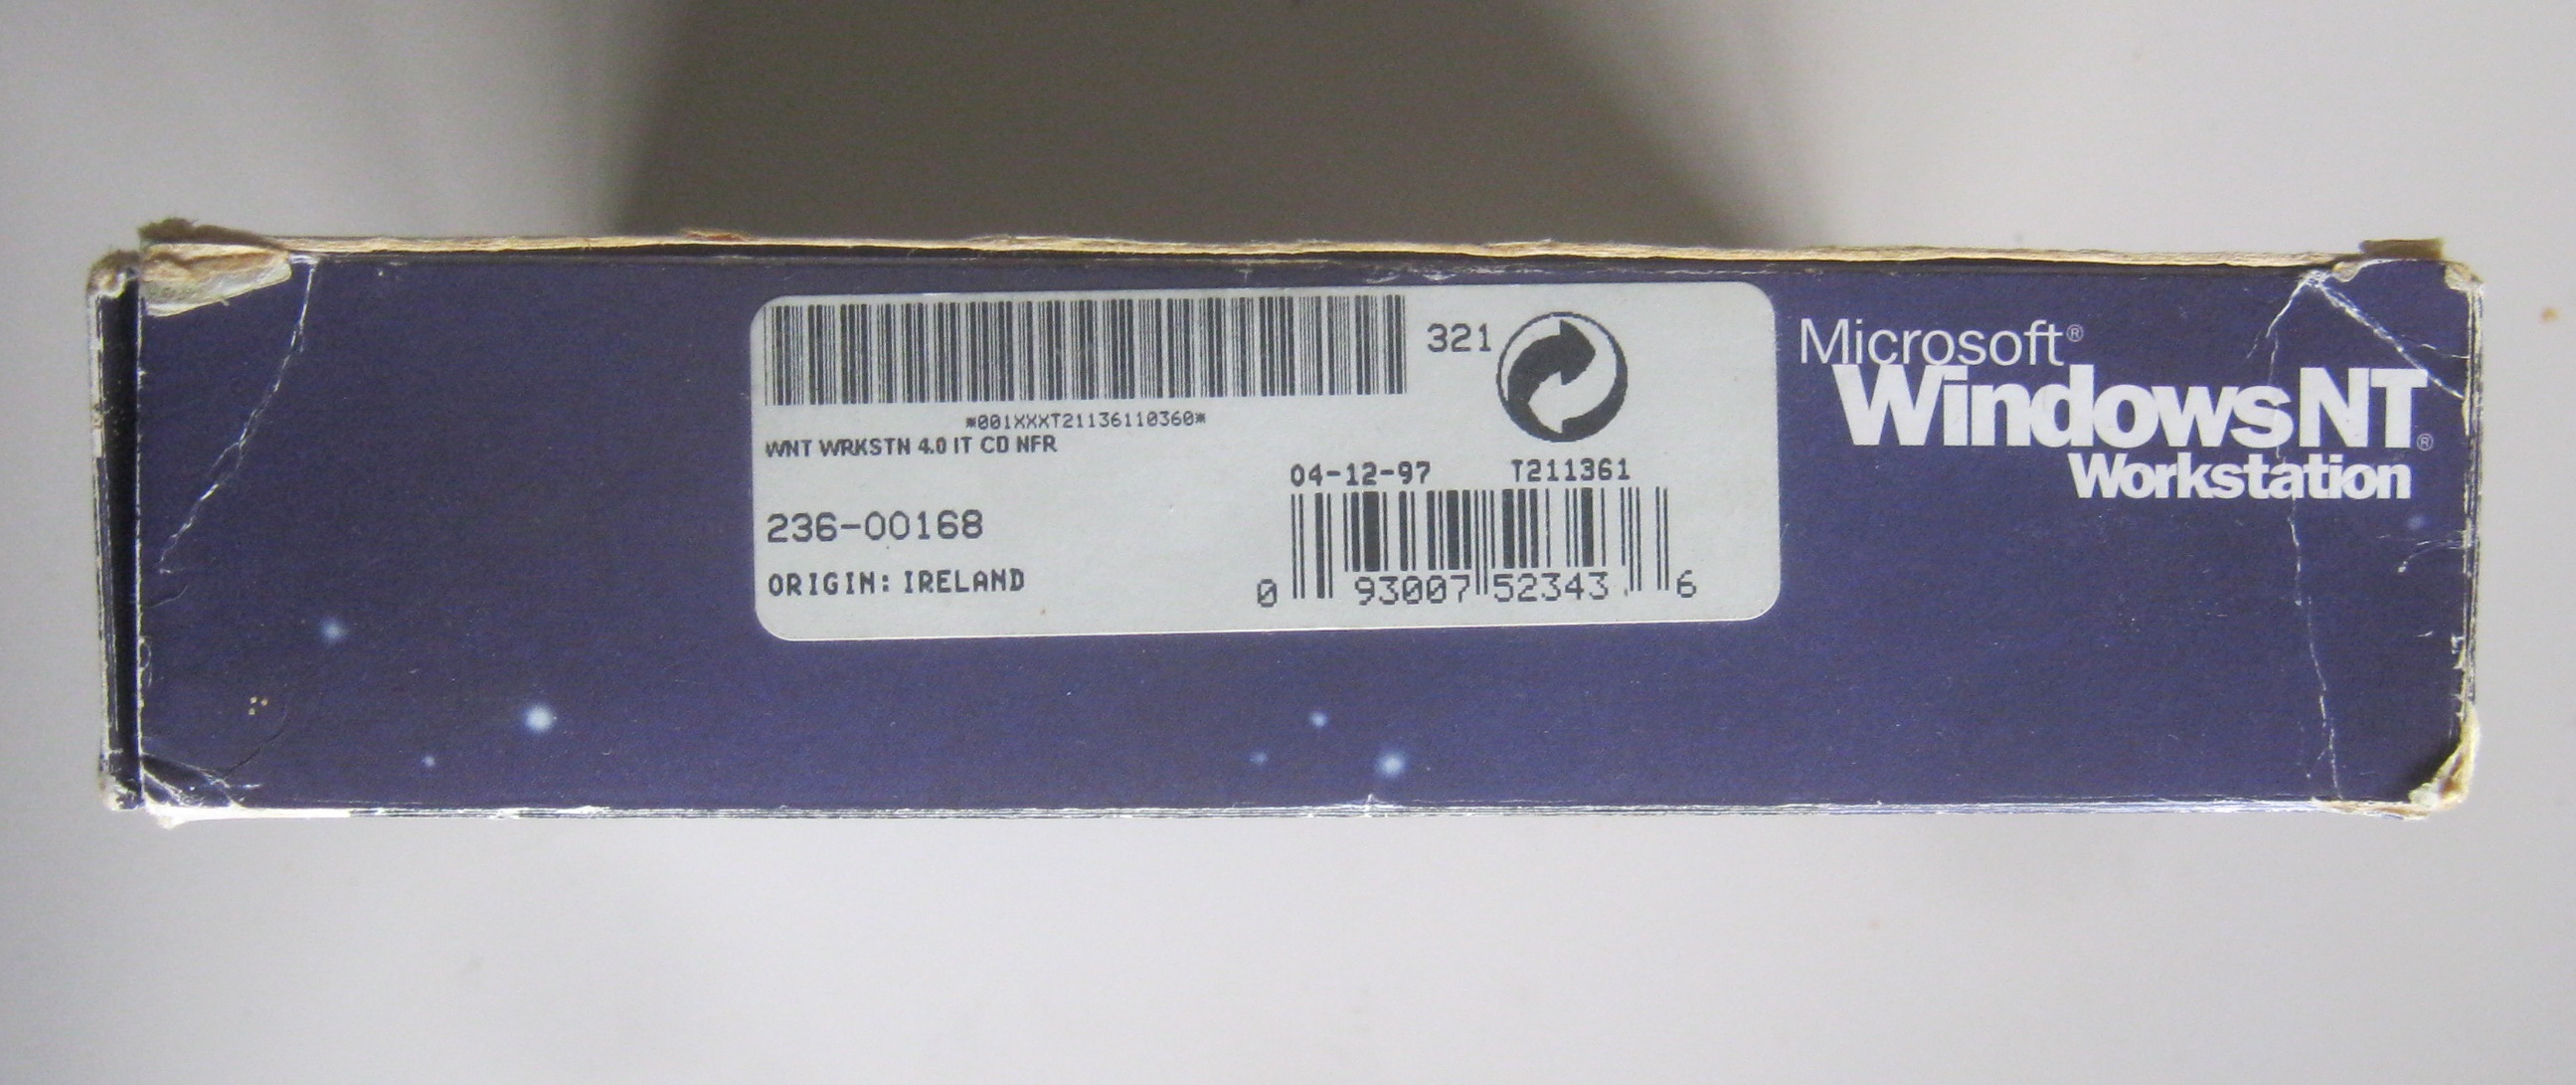 321
*001XXXT21136110360*
WNT WRKSTN 4.0 IT CD NFR
04-12-97 T211361
236-00168
ORIGIN: IRELAND
0 93007 52343 6
Microsoft®
WindowsNT®
Workstation